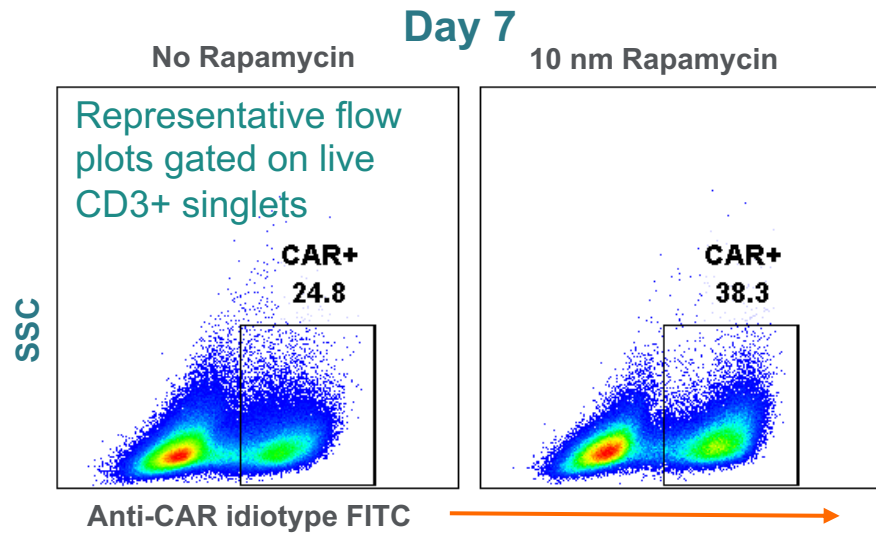 Day 7
No Rapamycin
10 nm Rapamycin
Representative flow
plots gated on live
CD3+ singlets
CAR+
24.8
CAR+
38.3
SSC
Anti-CAR idiotype FITC